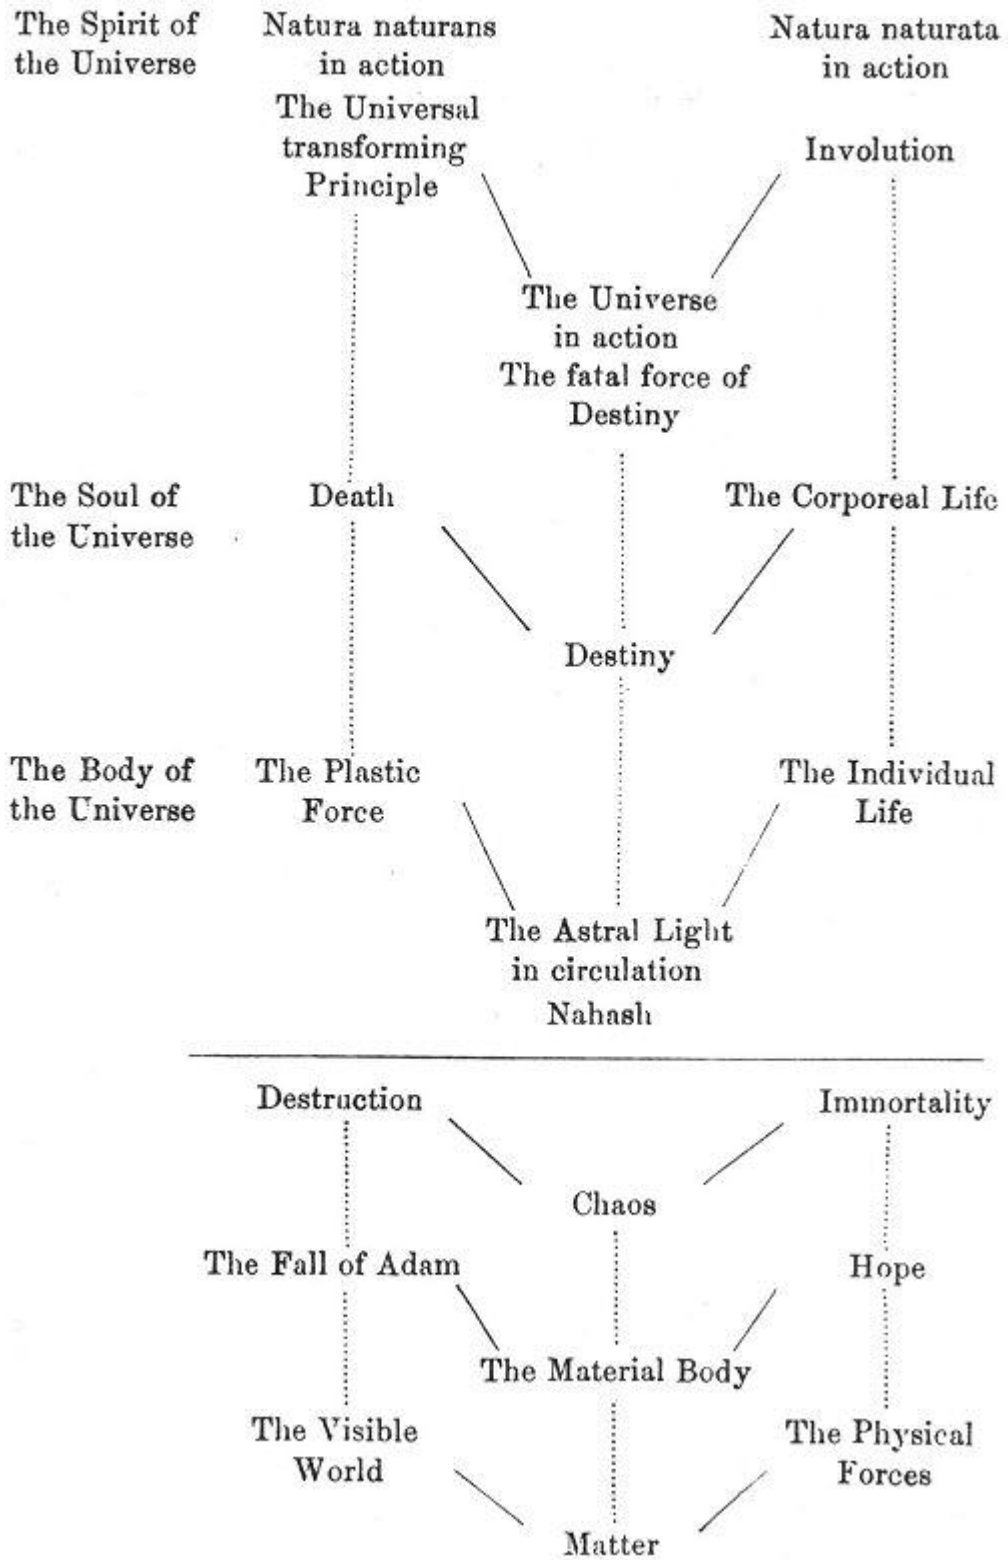 The Spirit of
the Universe
Natura naturans
in action
The Universal
transforming
Principle
Natura naturata
in action
Involution
The Universe
in action
The fatal force of
Destiny
The Soul of
the Universe
Death
The Corporeal Life
Destiny
The Body of
the Universe
The Plastic
Force
The Individual
Life
The Astral Light
in circulation
Nahash
Destruction
Immortality
Chaos
The Fall of Adam
Hope
The Material Body
The Visible
World
The Physical
Forces
Matter